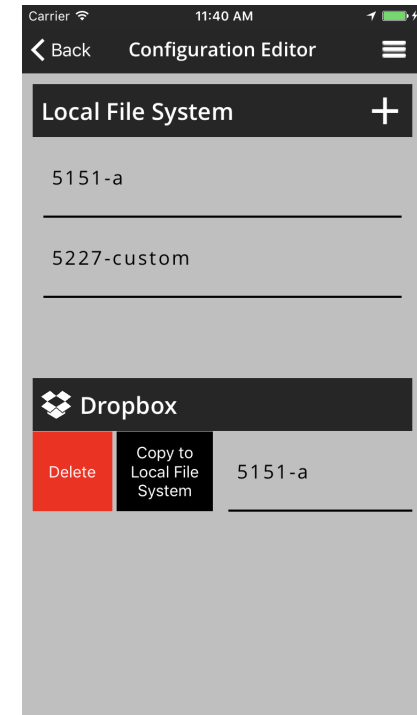 Carrier 11:40 AM
Back Configuration Editor
Local File System
5151-a
5227-custom
Dropbox
Delete
Copy to
Local File
System
5151-a